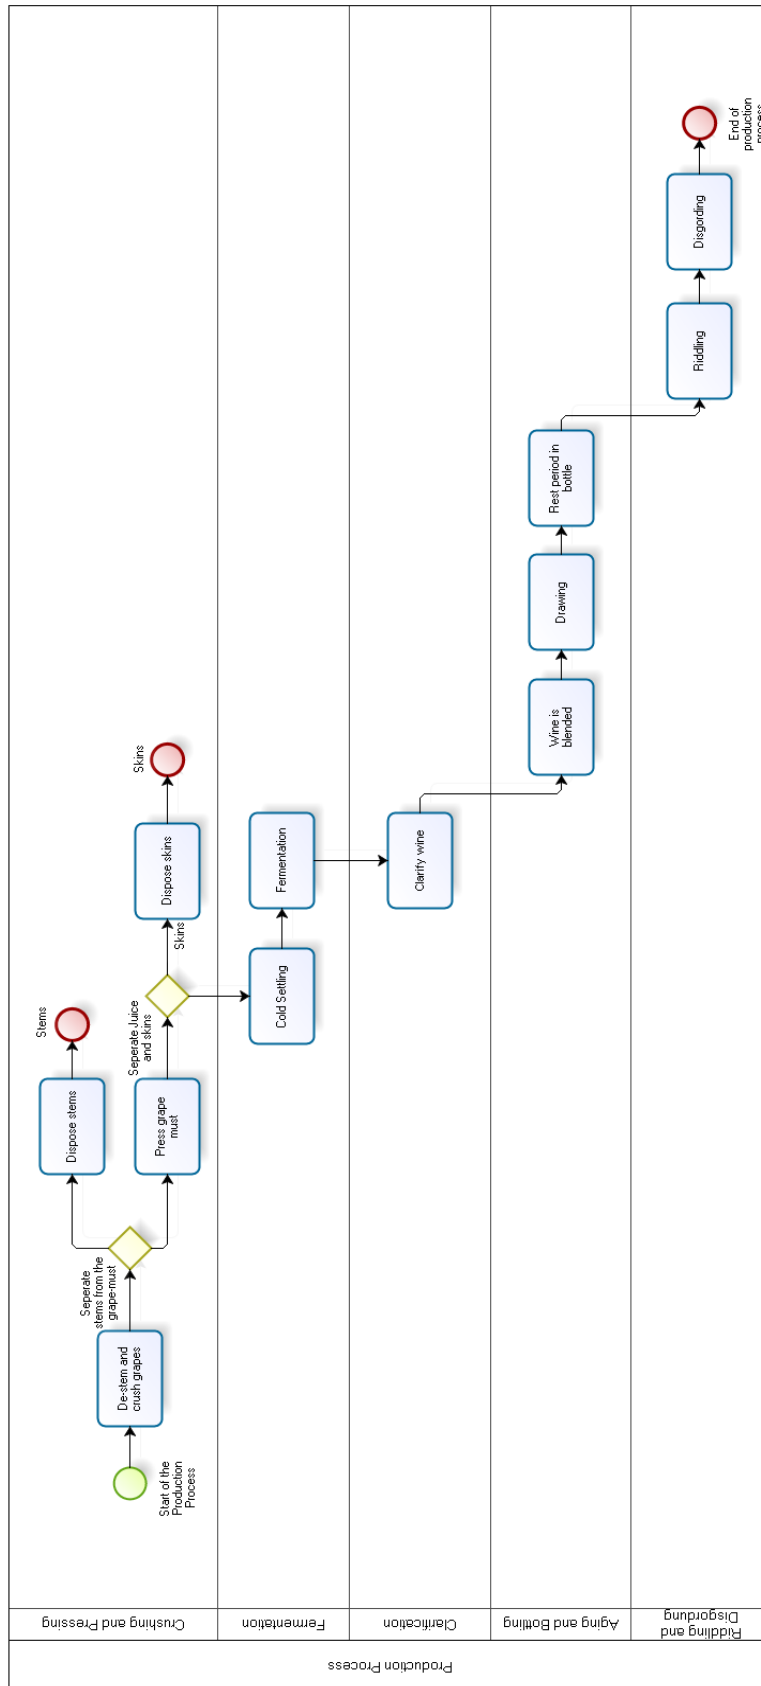 Production Process
Crushing and Pressing
Fermentation
Clarification
Aging and Bottling
Riddling and
Disgordung
Start of the
Production
Process
De-stem and
crush grapes
Seperate
stems from the
grape-must
Dispose stems
Stems
Press grape
must
Seperate Juice
and skins
Skins
Dispose skins
Skins
Cold Settling
Fermentation
Clarify wine
Wine is
blended
Drawing
Rest period in
bottle
Riddling
Disgording
End of
production
process